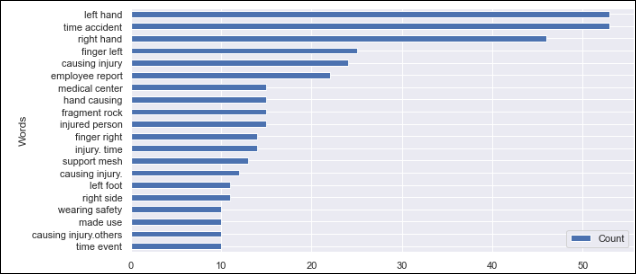 left hand
time accident
right hand
finger left
causing injury
employee report
medical center
hand causing
fragment rock
injured person
finger right
injury. time
support mesh
causing injury.
left foot
right side
wearing safety
made use
causing injury.others
time event
Words
Count
0 10 20 30 40 50